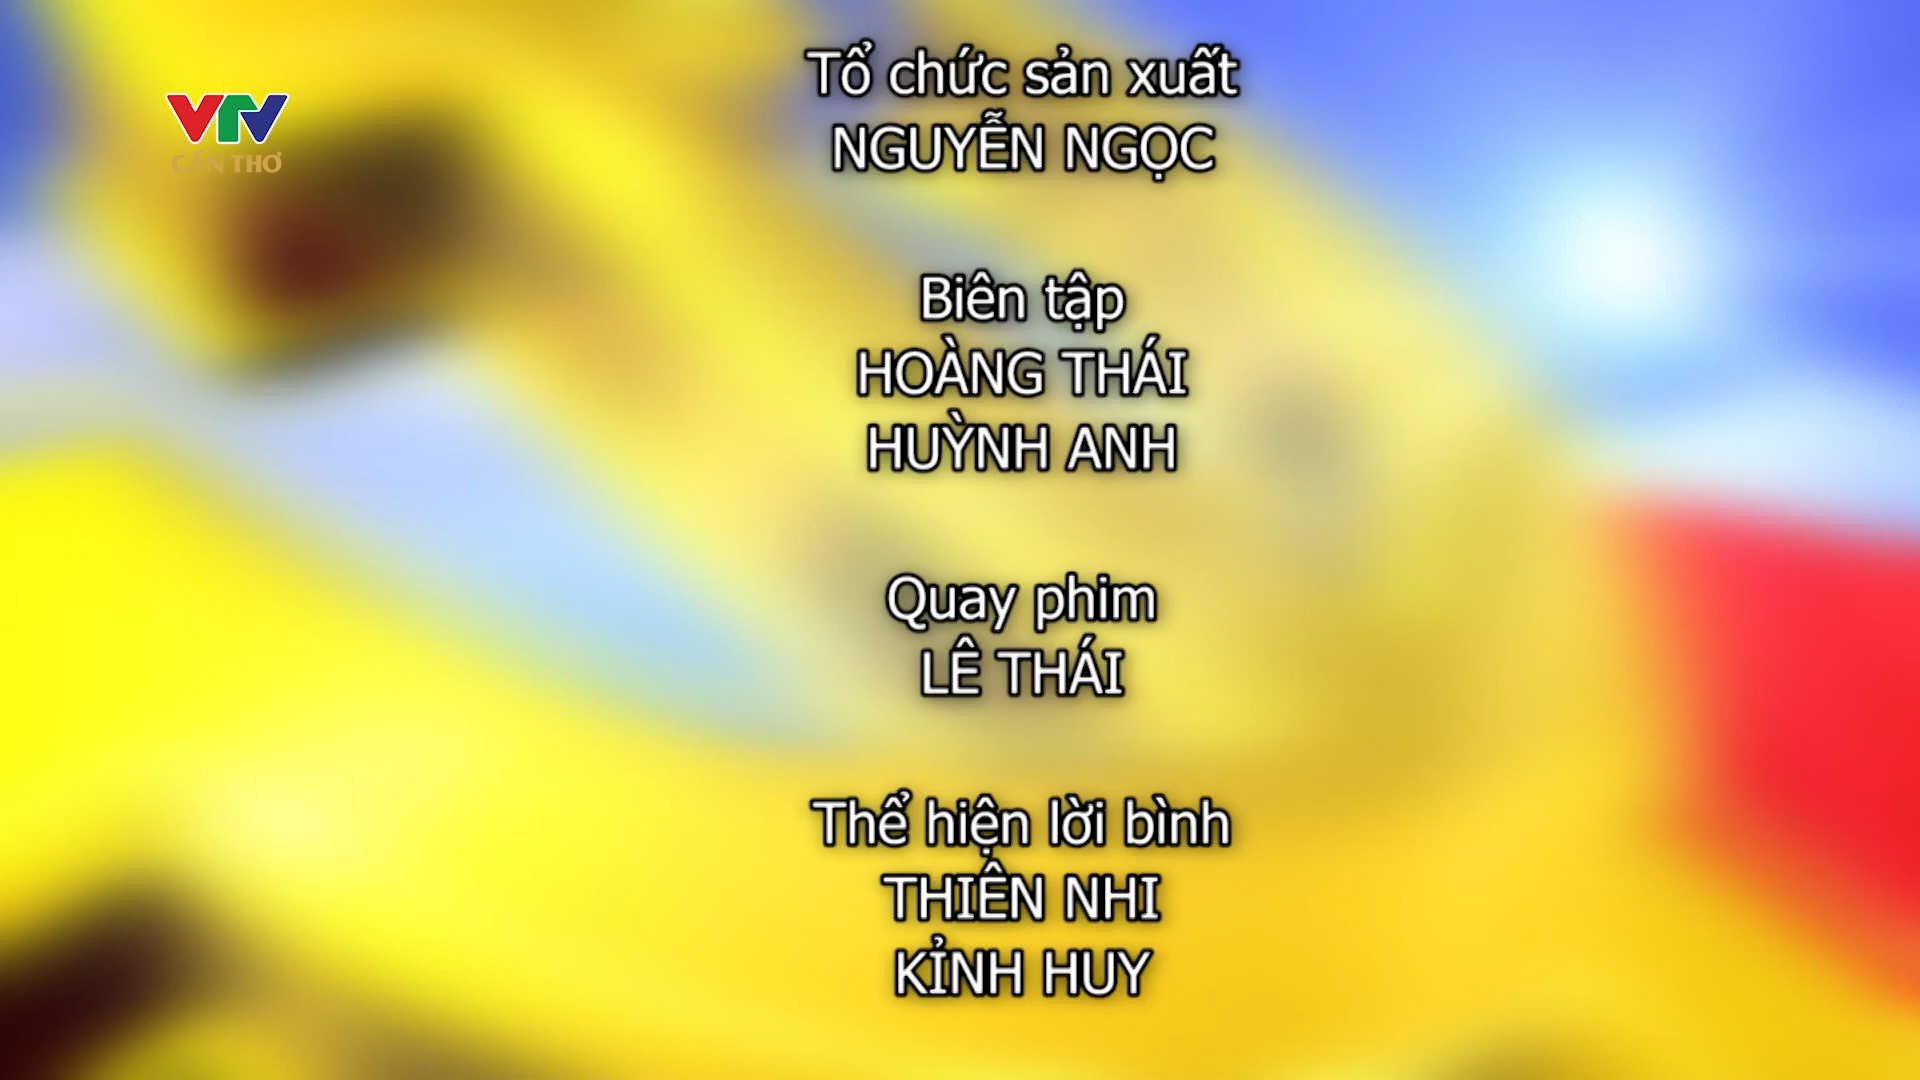 VTV
CẦN THƠ
Tổ chức sản xuất
NGUYỄN NGỌC
Biên tập
HOÀNG THÁI
HUỲNH ANH
Quay phim
LÊ THÁI
Thể hiện lời bình
THIÊN NHI
KỈNH HUY